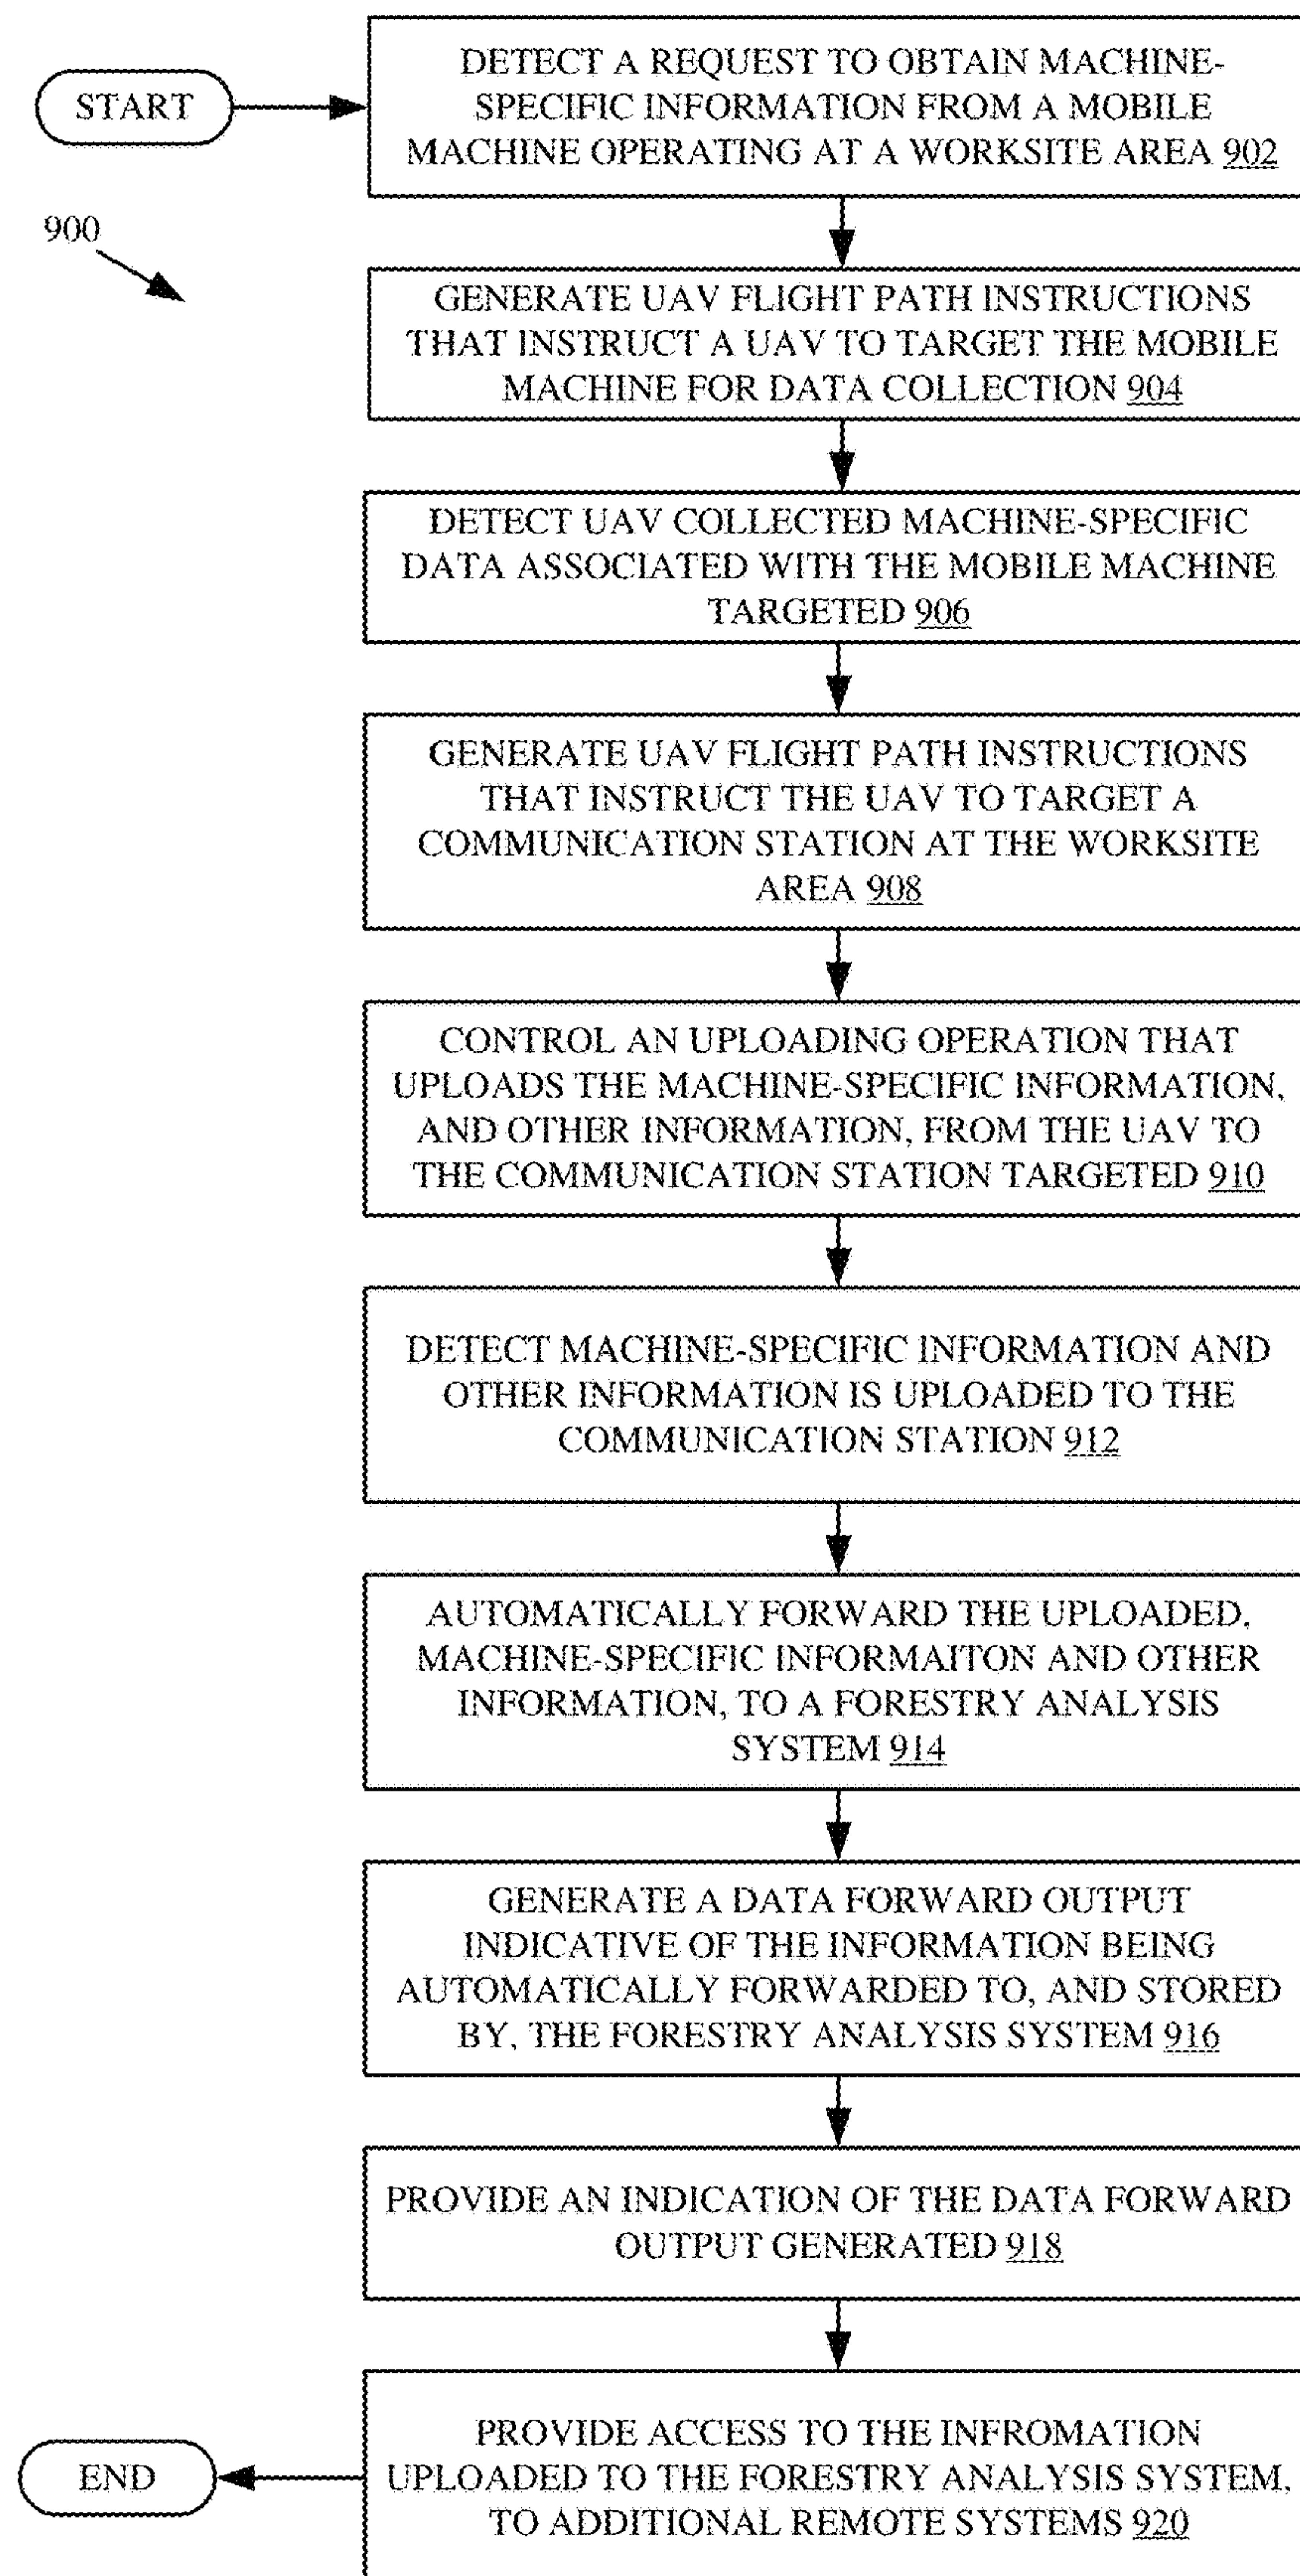 START
DETECT A REQUEST TO OBTAIN MACHINE-
SPECIFIC INFORMATION FROM A MOBILE
MACHINE OPERATING AT A WORKSITE AREA 902
900
GENERATE UAV FLIGHT PATH INSTRUCTIONS
THAT INSTRUCT A UAV TO TARGET THE MOBILE
MACHINE FOR DATA COLLECTION 904
DETECT UAV COLLECTED MACHINE-SPECIFIC
DATA ASSOCIATED WITH THE MOBILE MACHINE
TARGETED 906
GENERATE UAV FLIGHT PATH INSTRUCTIONS
THAT INSTRUCT THE UAV TO TARGET A
COMMUNICATION STATION AT THE WORKSITE
AREA 908
CONTROL AN UPLOADING OPERATION THAT
UPLOADS THE MACHINE-SPECIFIC INFORMATION,
AND OTHER INFORMATION, FROM THE UAV TO
THE COMMUNICATION STATION TARGETED 910
DETECT MACHINE-SPECIFIC INFORMATION AND
OTHER INFORMATION IS UPLOADED TO THE
COMMUNICATION STATION 912
AUTOMATICALLY FORWARD THE UPLOADED,
MACHINE-SPECIFIC INFORMAITON AND OTHER
INFORMATION, TO A FORESTRY ANALYSIS
SYSTEM 914
GENERATE A DATA FORWARD OUTPUT
INDICATIVE OF THE INFORMATION BEING
AUTOMATICALLY FORWARDED TO, AND STORED
BY, THE FORESTRY ANALYSIS SYSTEM 916
PROVIDE AN INDICATION OF THE DATA FORWARD
OUTPUT GENERATED 918
PROVIDE ACCESS TO THE INFROMATION
UPLOADED TO THE FORESTRY ANALYSIS SYSTEM,
TO ADDITIONAL REMOTE SYSTEMS 920
END